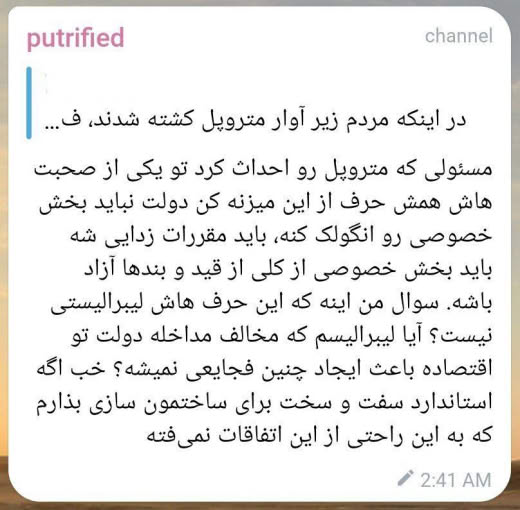 putrified channel
در اینکه مردم زیر آوار متروپل کشته شدند، ف...
مسئولی که متروپل رو احداث کرد تو یکی از صحبت
هاش همش حرف از این میزنه کن دولت نباید بخش
خصوصی رو انگولک کنه، باید مقررات زدایی شه
باید بخش خصوصی از کلی از قید و بندها آزاد
باشه. سوال من اینه که این حرف هاش لیبرالیستی
نیست؟ آیا لیبرالیسم که مخالف مداخله دولت تو
اقتصاده باعث ایجاد چنین فجایعی نمیشه؟ خب اگه
استاندارد سفت و سخت برای ساختمون سازی بذارم
که به این راحتی از این اتفاقات نمی‌فته
2:41 AM